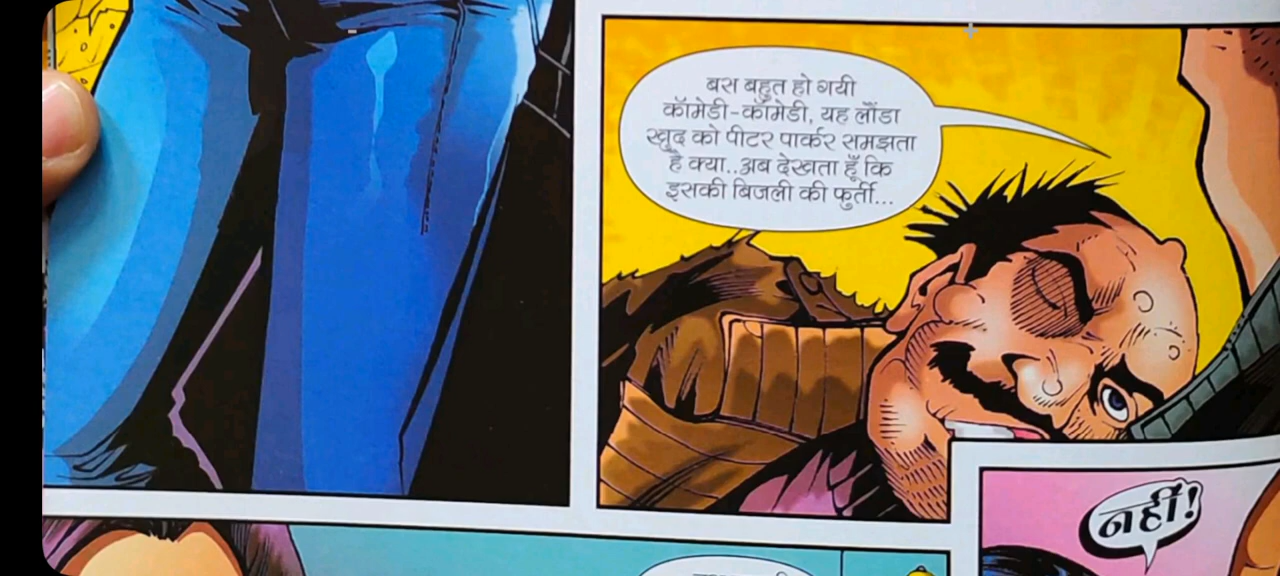 बस बहुत हो गयी
कॉमेडी-कॉमेडी, यह लौंडा
खुद को पीटर पार्कर समझता
है क्या..अब देखता हूँ कि
इसकी बिजली की फुर्ती...
नहीं!